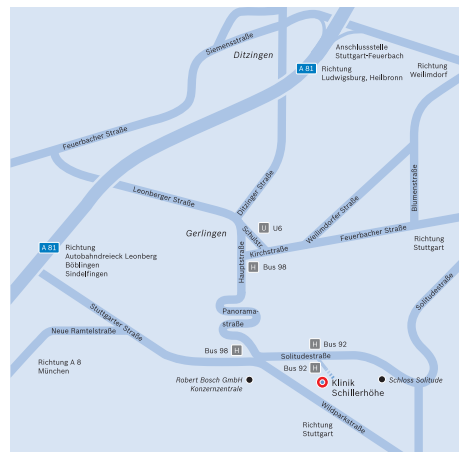 Siemensstraße
Ditzingen
Anschlussstelle
Stuttgart-Feuerbach
A 81
Richtung
Ludwigsburg, Heilbronn
Richtung
Weilimdorf
Feuerbacher Straße
Leonberger Straße
Ditzinger Straße
Weilimdorfer Straße
Blumenstraße
Gerlingen
Schulstr.
U
U6
Kirchstraße
Feuerbacher Straße
Richtung
Stuttgart
A 81
Richtung
Autobahndreieck Leonberg
Böblingen
Sindelfingen
Hauptstraße
H
Bus 98
Solitudestraße
Stuttgarter Straße
Panorama-
straße
Neue Ramtelstraße
Bus 98
H
Bus 92
H
Solitudestraße
Richtung A 8
München
Bus 92
H
Robert Bosch GmbH
Konzernzentrale
Klinik
Schillerhöhe
Schloss Solitude
Wildparkstraße
Richtung
Stuttgart